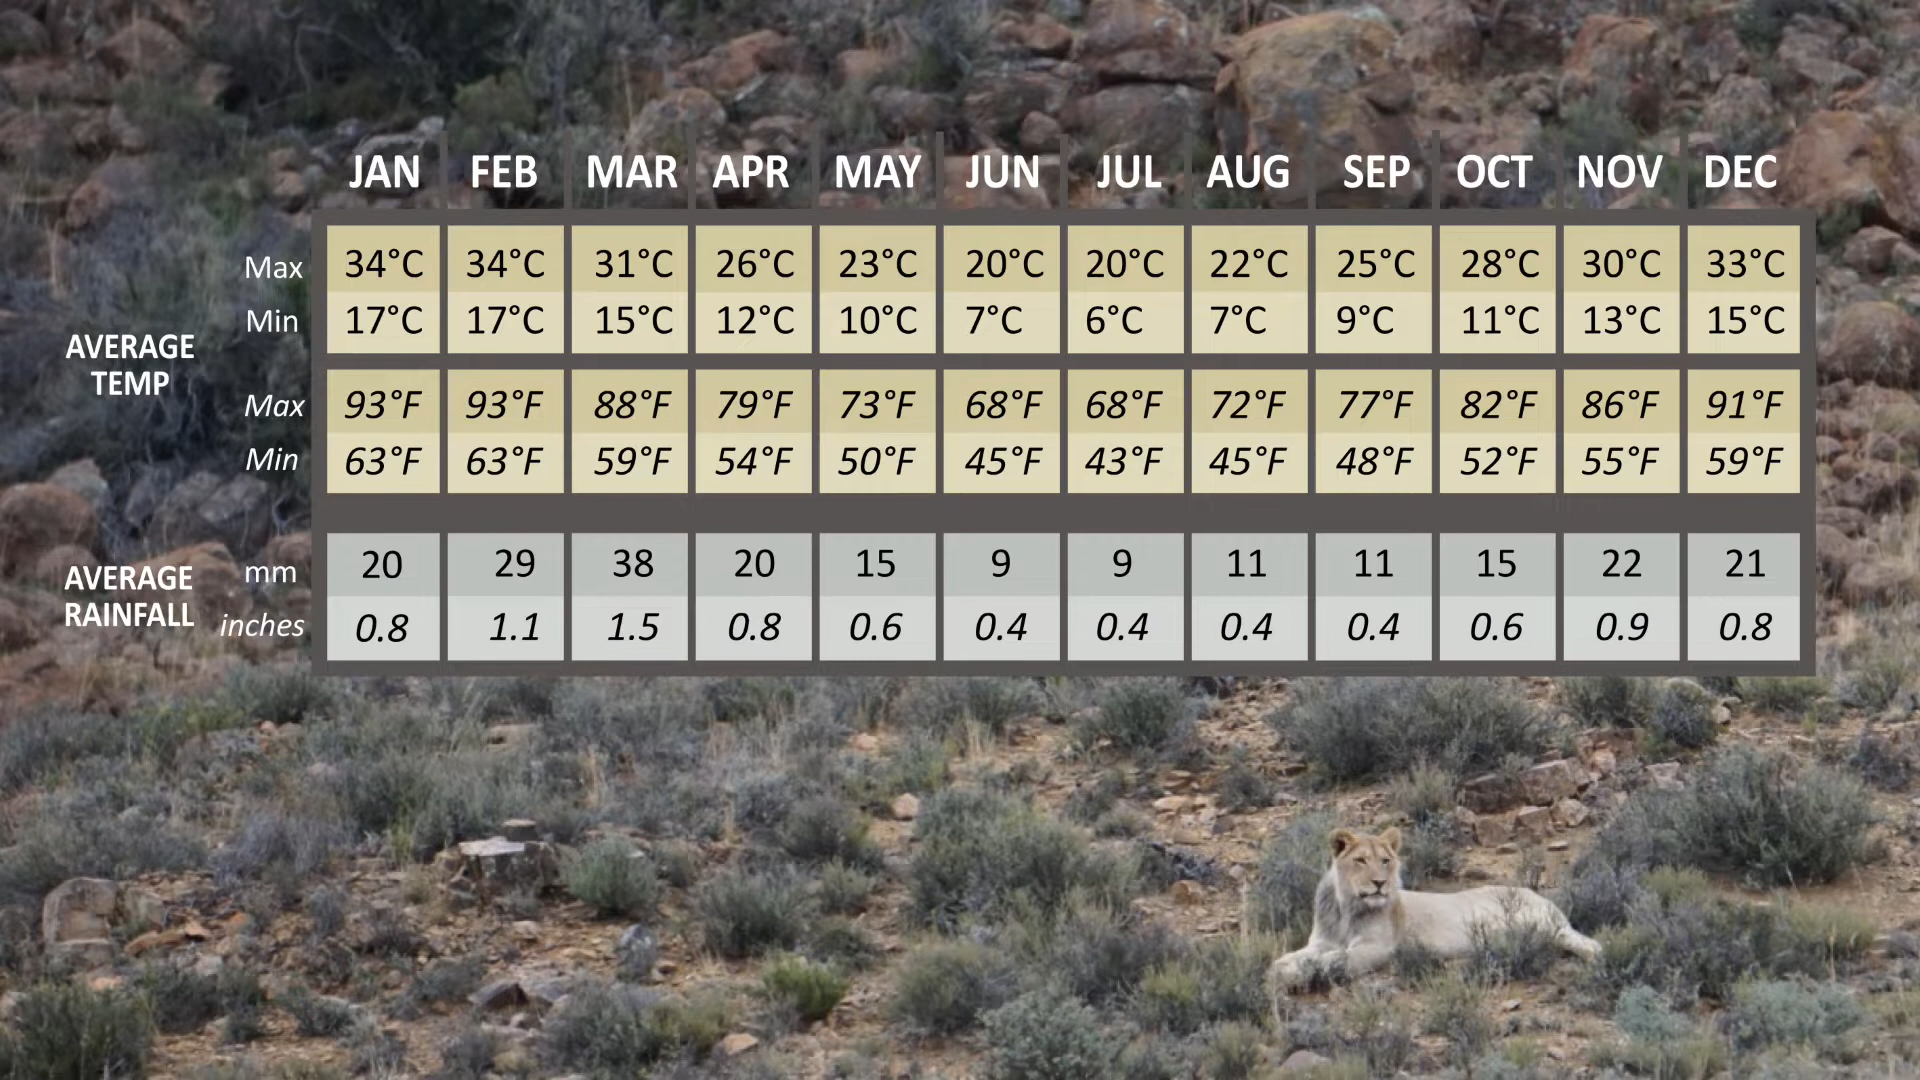 JAN FEB MAR APR MAY JUN JUL AUG SEP OCT NOV DEC
AVERAGE
TEMP
Max 34°C 34°C 31°C 26°C 23°C 20°C 20°C 22°C 25°C 28°C 30°C 33°C
Min 17°C 17°C 15°C 12°C 10°C 7°C 6°C 7°C 9°C 11°C 13°C 15°C
Max 93°F 93°F 88°F 79°F 73°F 68°F 68°F 72°F 77°F 82°F 86°F 91°F
Min 63°F 63°F 59°F 54°F 50°F 45°F 43°F 45°F 48°F 52°F 55°F 59°F
AVERAGE
RAINFALL
mm 20 29 38 20 15 9 9 11 11 15 22 21
inches 0.8 1.1 1.5 0.8 0.6 0.4 0.4 0.4 0.4 0.6 0.9 0.8